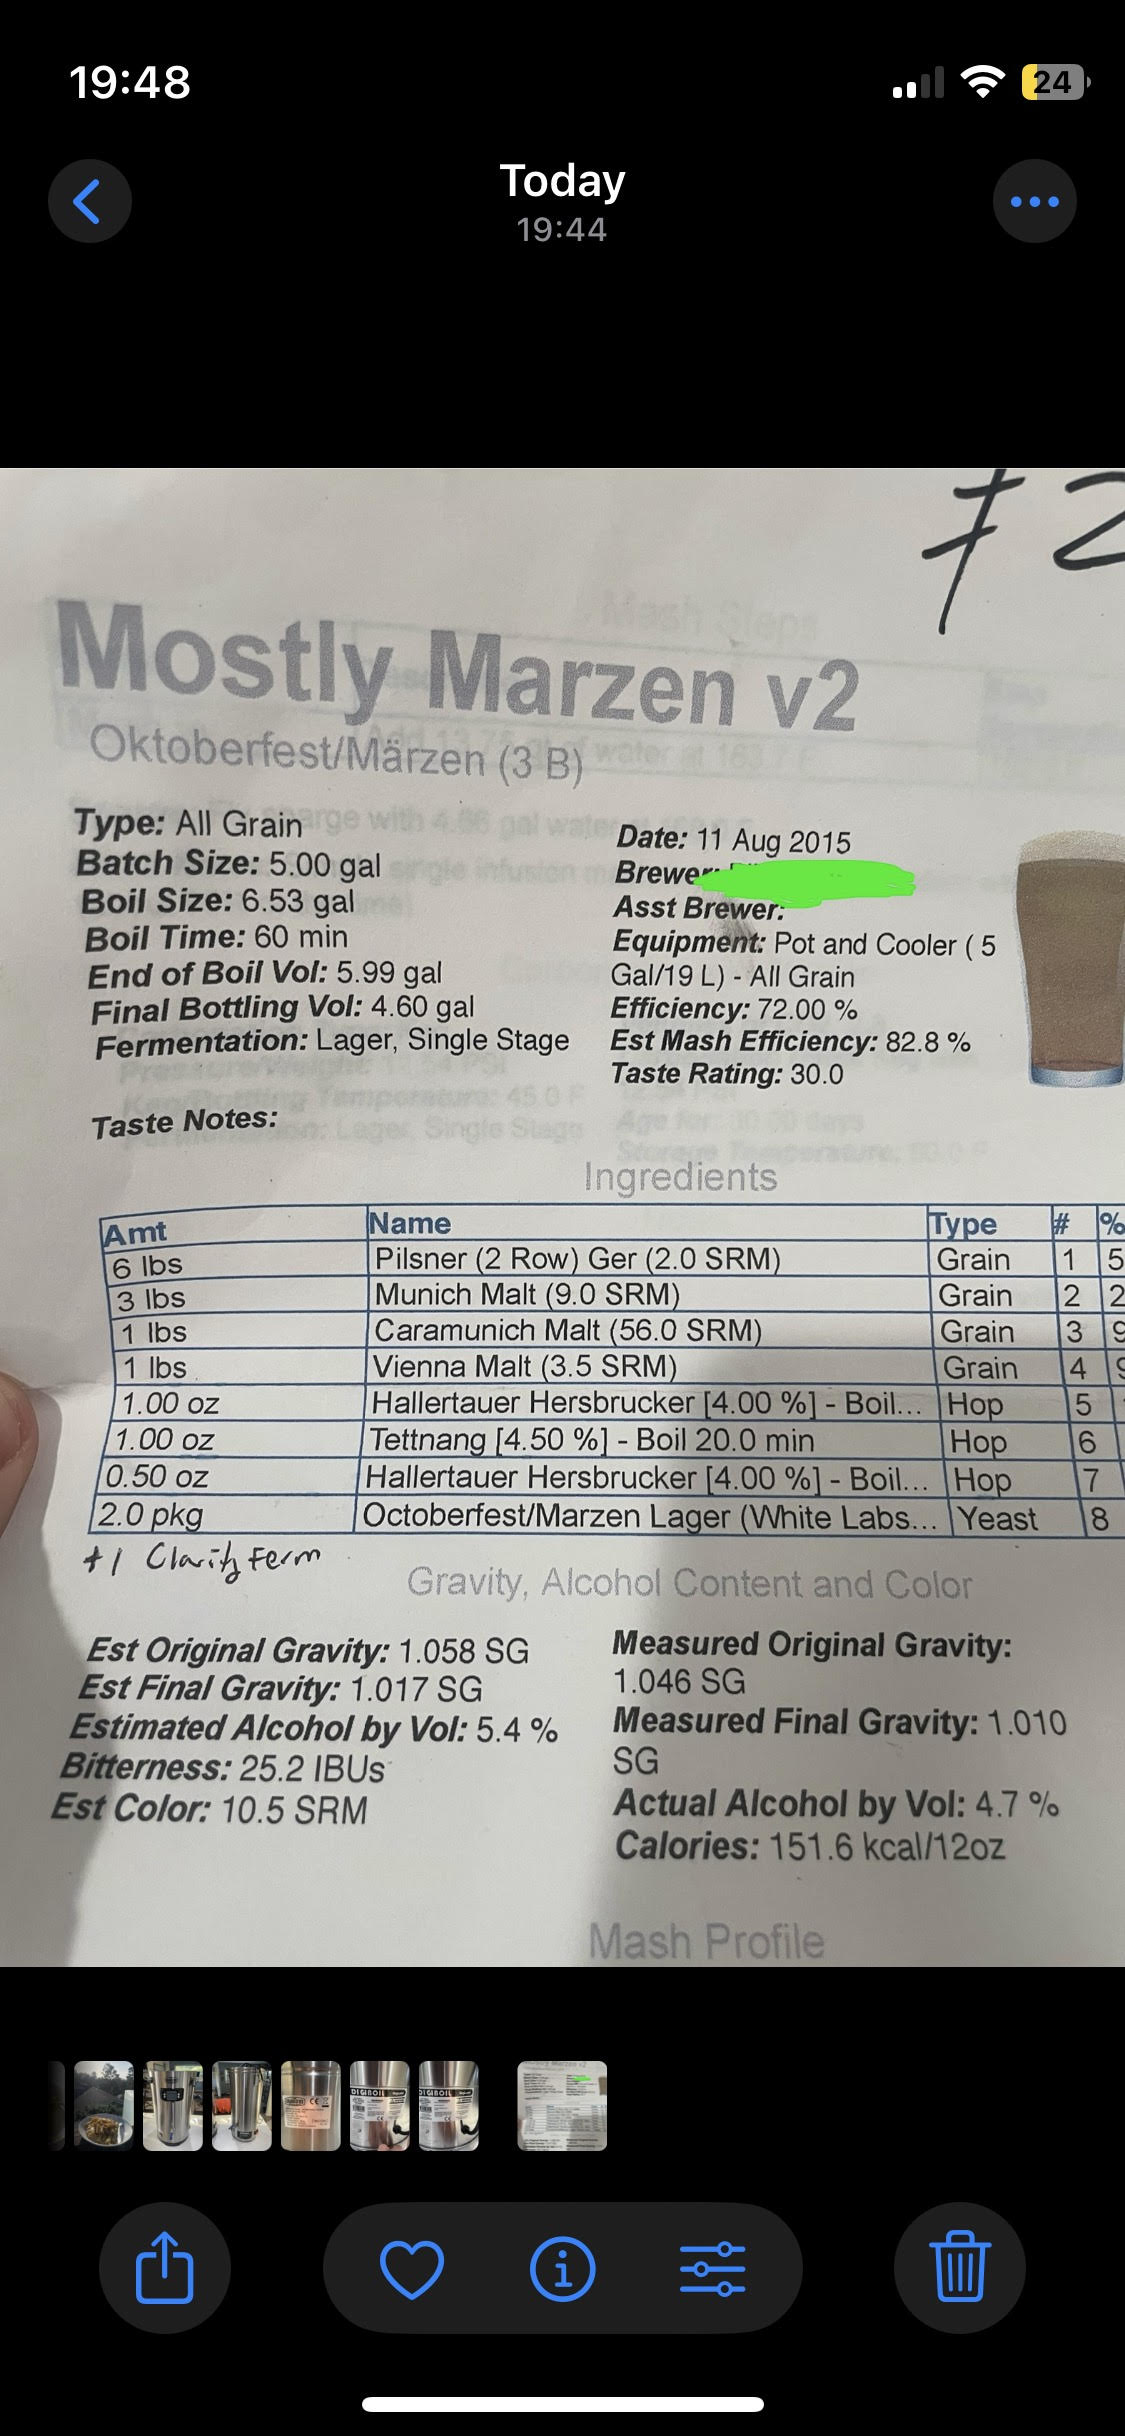 19:48
24
Today
19:44
Mostly Marzen v2
Oktoberfest/Märzen (3 B)
Type: All Grain
Batch Size: 5.00 gal
Boil Size: 6.53 gal
Boil Time: 60 min
End of Boil Vol: 5.99 gal
Final Bottling Vol: 4.60 gal
Fermentation: Lager, Single Stage
Taste Notes:
Date: 11 Aug 2015
Brewer:
Asst Brewer:
Equipment: Pot and Cooler ( 5
Gal/19 L) - All Grain
Efficiency: 72.00 %
Est Mash Efficiency: 82.8 %
Taste Rating: 30.0
Ingredients
Amt Name Type # %
6 lbs Pilsner (2 Row) Ger (2.0 SRM) Grain 1 5
3 lbs Munich Malt (9.0 SRM) Grain 2 2
1 lbs Caramunich Malt (56.0 SRM) Grain 3 9
1 lbs Vienna Malt (3.5 SRM) Grain 4 9
1.00 oz Hallertauer Hersbrucker [4.00 %] - Boil... Hop 5
1.00 oz Tettnang [4.50 %] - Boil 20.0 min Hop 6
0.50 oz Hallertauer Hersbrucker [4.00 %] - Boil... Hop 7
2.0 pkg Octoberfest/Marzen Lager (White Labs... Yeast 8
+1 Clarity Ferm
Gravity, Alcohol Content and Color
Est Original Gravity: 1.058 SG
Est Final Gravity: 1.017 SG
Estimated Alcohol by Vol: 5.4 %
Bitterness: 25.2 IBUs
Est Color: 10.5 SRM
Measured Original Gravity:
1.046 SG
Measured Final Gravity: 1.010
SG
Actual Alcohol by Vol: 4.7 %
Calories: 151.6 kcal/12oz
Mash Profile
DIGIBOIL
DIGIBOIL